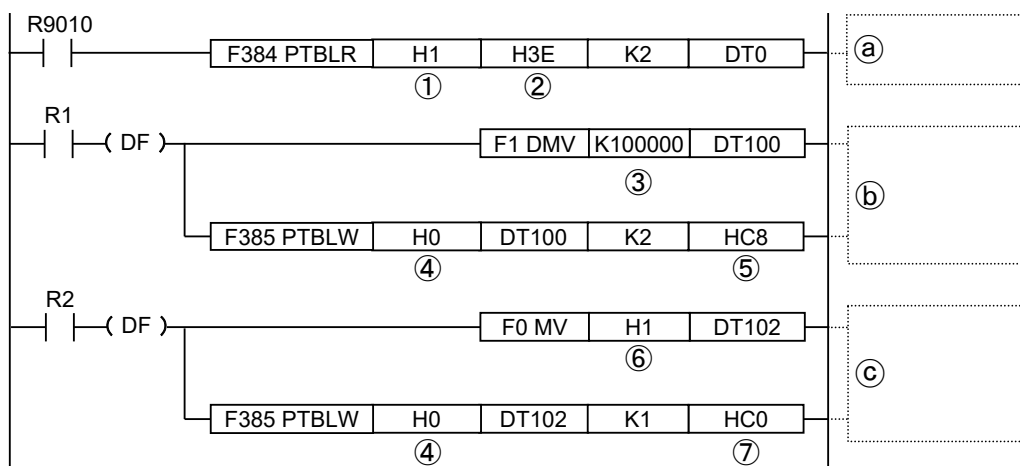 R9010
F384 PTBLR H1 H3E K2 DT0 ⓐ
① ②
R1
( DF ) F1 DMV K100000 DT100
③ ⓑ
F385 PTBLW H0 DT100 K2 HC8
④ ⑤
R2
( DF ) F0 MV H1 DT102
⑥ ⓒ
F385 PTBLW H0 DT102 K1 HC0
④ ⑦